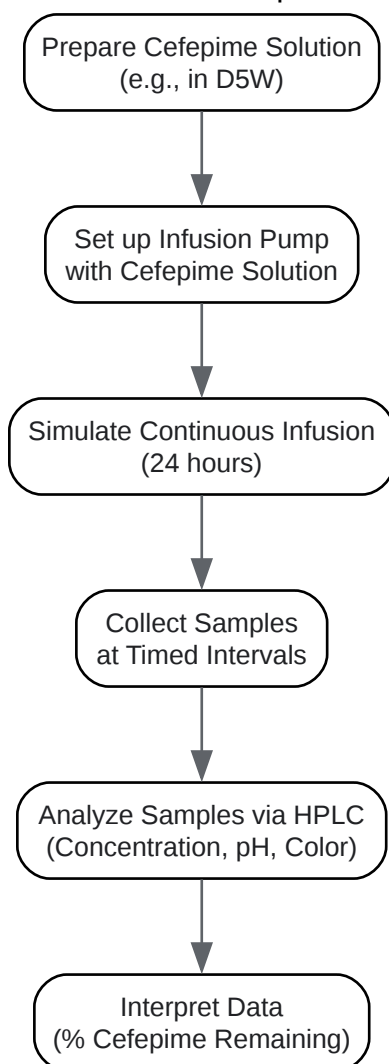 Prepare Cefepime Solution
(e.g., in D5W)
Set up Infusion Pump
with Cefepime Solution
Simulate Continuous Infusion
(24 hours)
Collect Samples
at Timed Intervals
Analyze Samples via HPLC
(Concentration, pH, Color)
Interpret Data
(% Cefepime Remaining)